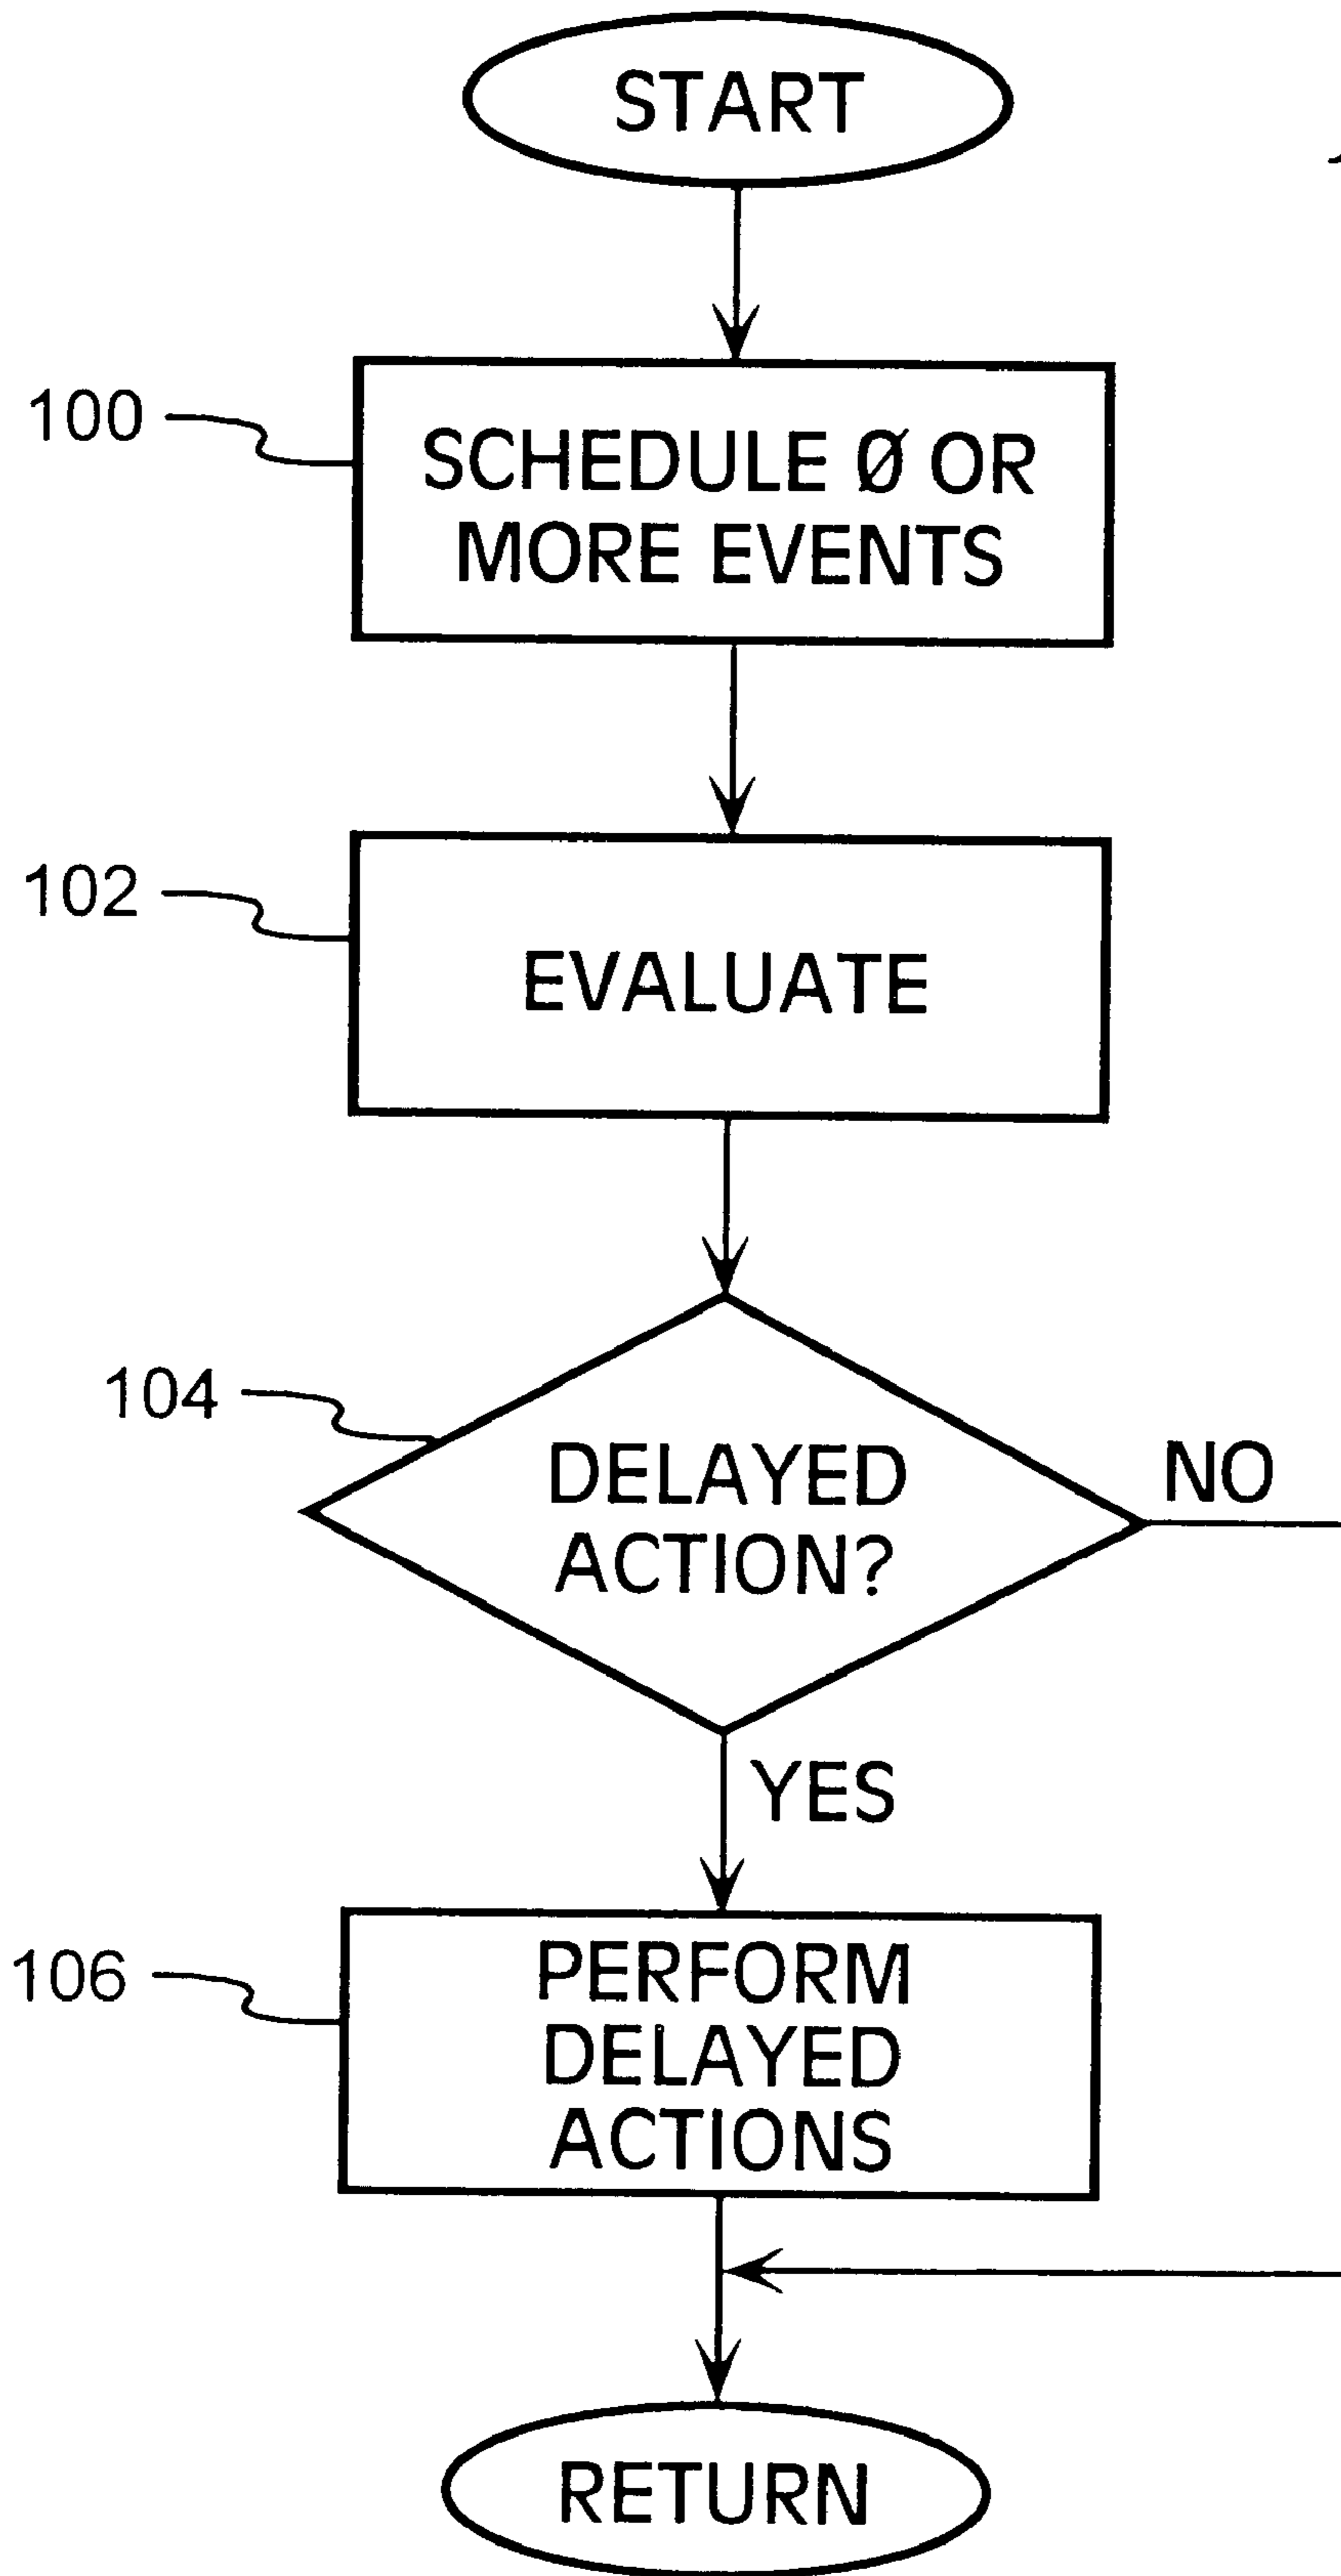 START
100
SCHEDULE Ø OR
MORE EVENTS
102
EVALUATE
104
DELAYED
ACTION?
NO
YES
106
PERFORM
DELAYED
ACTIONS
RETURN